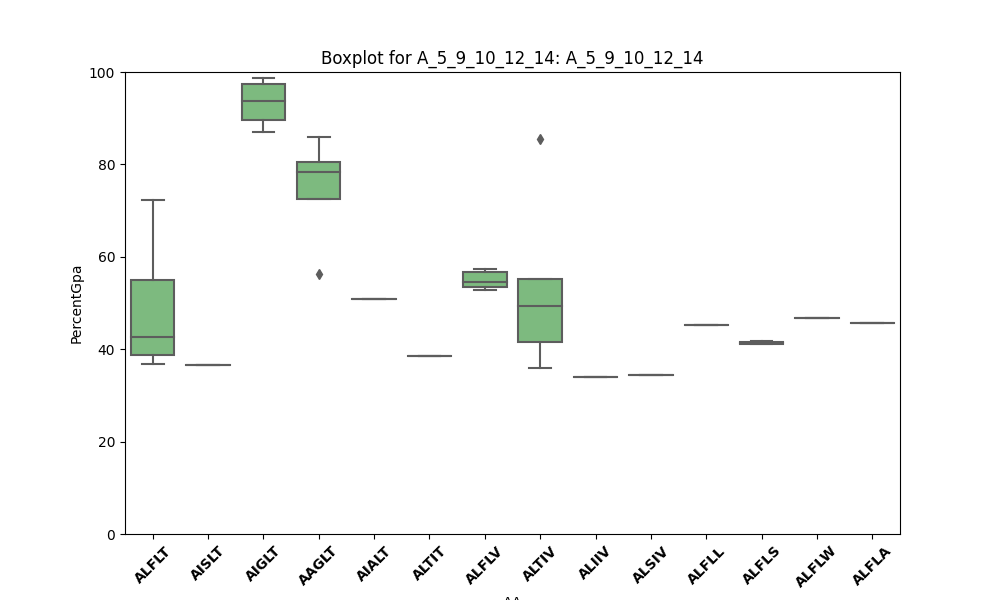 Boxplot for A_5_9_10_12_14: A_5_9_10_12_14
PercentGpa
100
80
60
40
20
0
ALFLT
AISLT
AIGLT
AAGLT
AIALT
ALTIT
ALFLV
ALTIV
ALIIV
ALSIV
ALFLL
ALFLS
ALFLW
ALFLA
AA